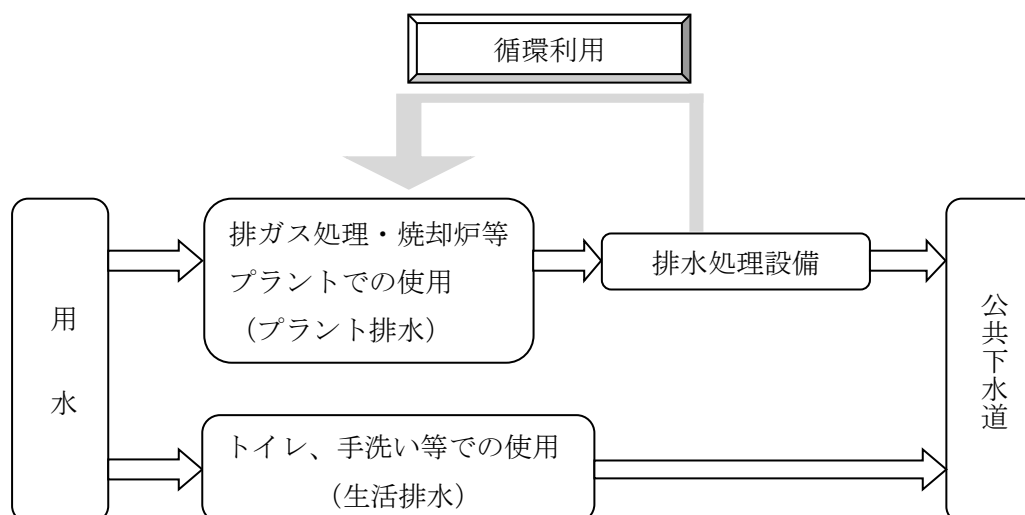 循環利用
用水
排ガス処理・焼却炉等
プラントでの使用
（プラント排水）
排水処理設備
公共下水道
トイレ、手洗い等での使用
（生活排水）